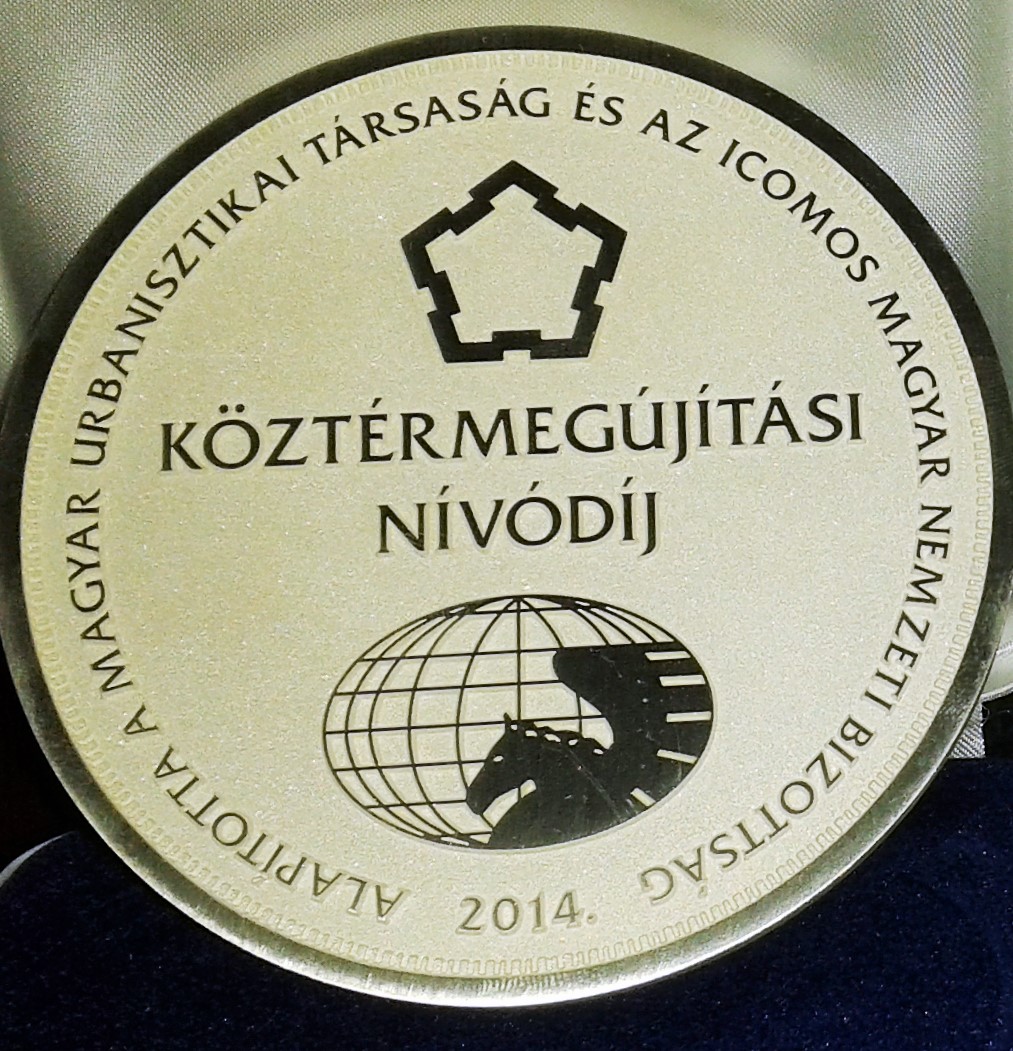 ALAPÍTOTTA A MAGYAR URBANISZTIKAI TÁRSASÁG ÉS AZ ICOMOS MAGYAR NEMZETI BIZOTTSÁG
KÖZTÉRMEGÚJÍTÁSI
NÍVÓDÍJ
2014.